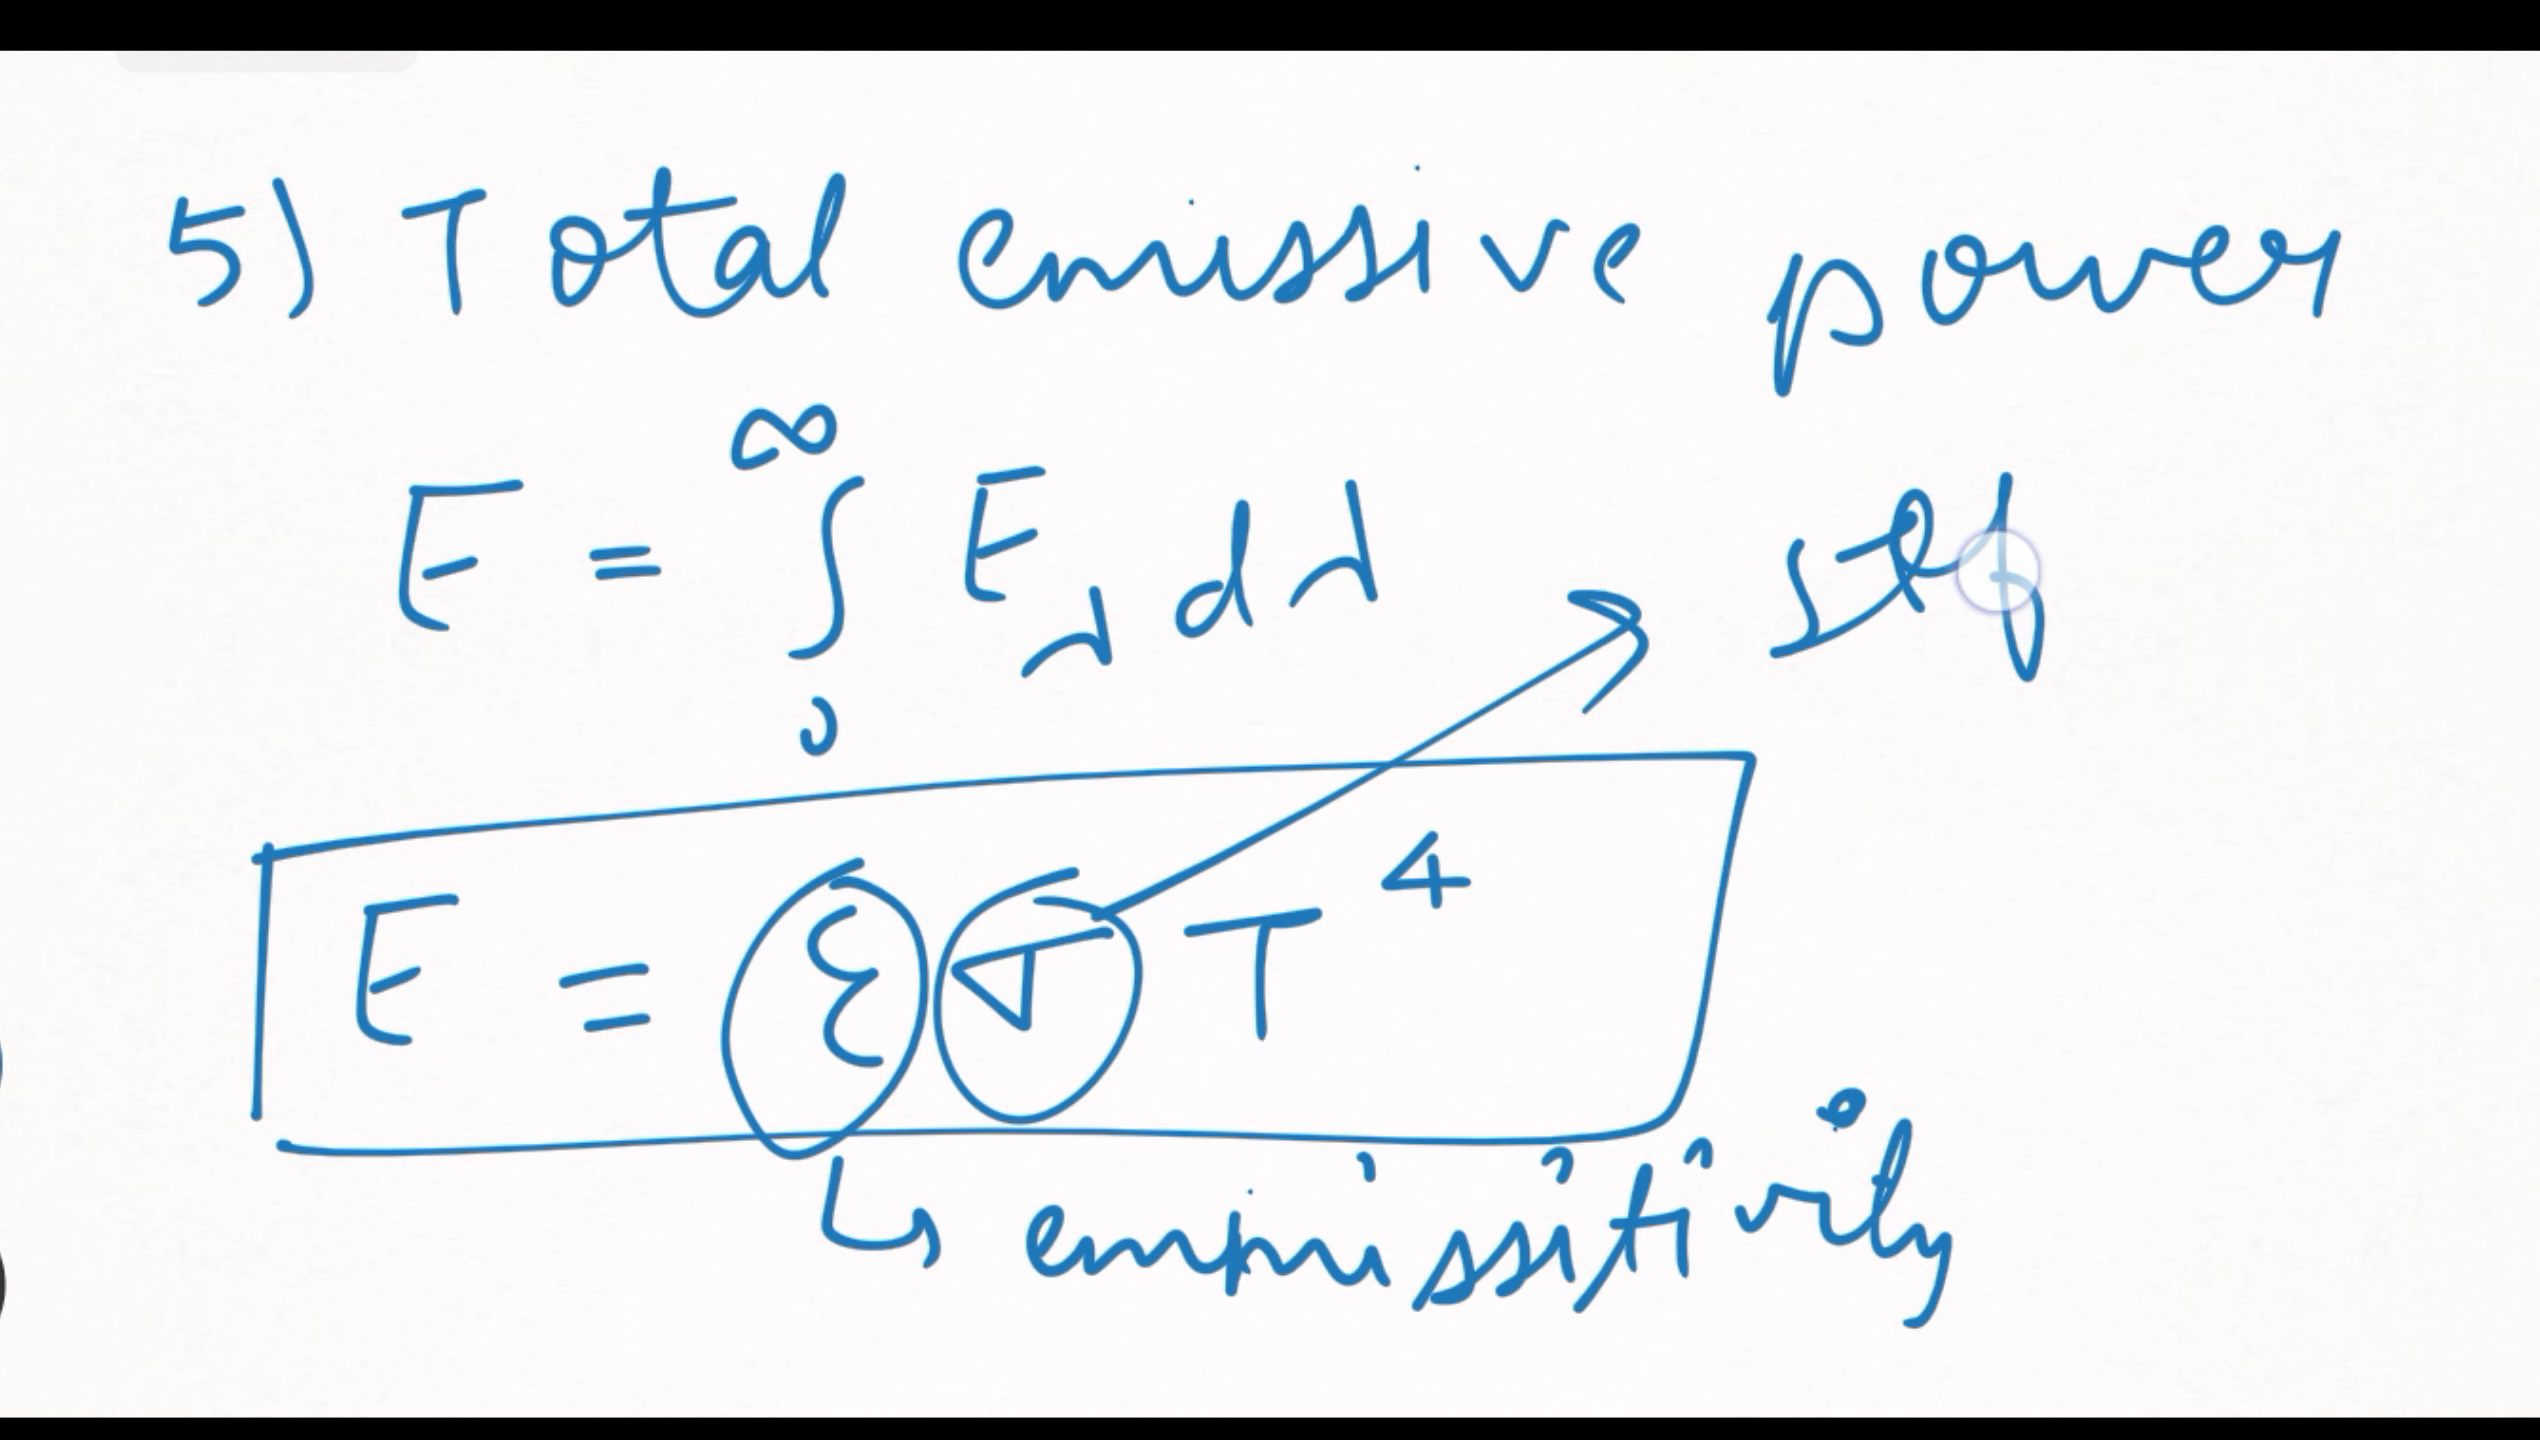 5) Total emissive power
E = ∫₀^∞ E_λ dλ
stef
E = ε σ T⁴
↳ emmissitivity